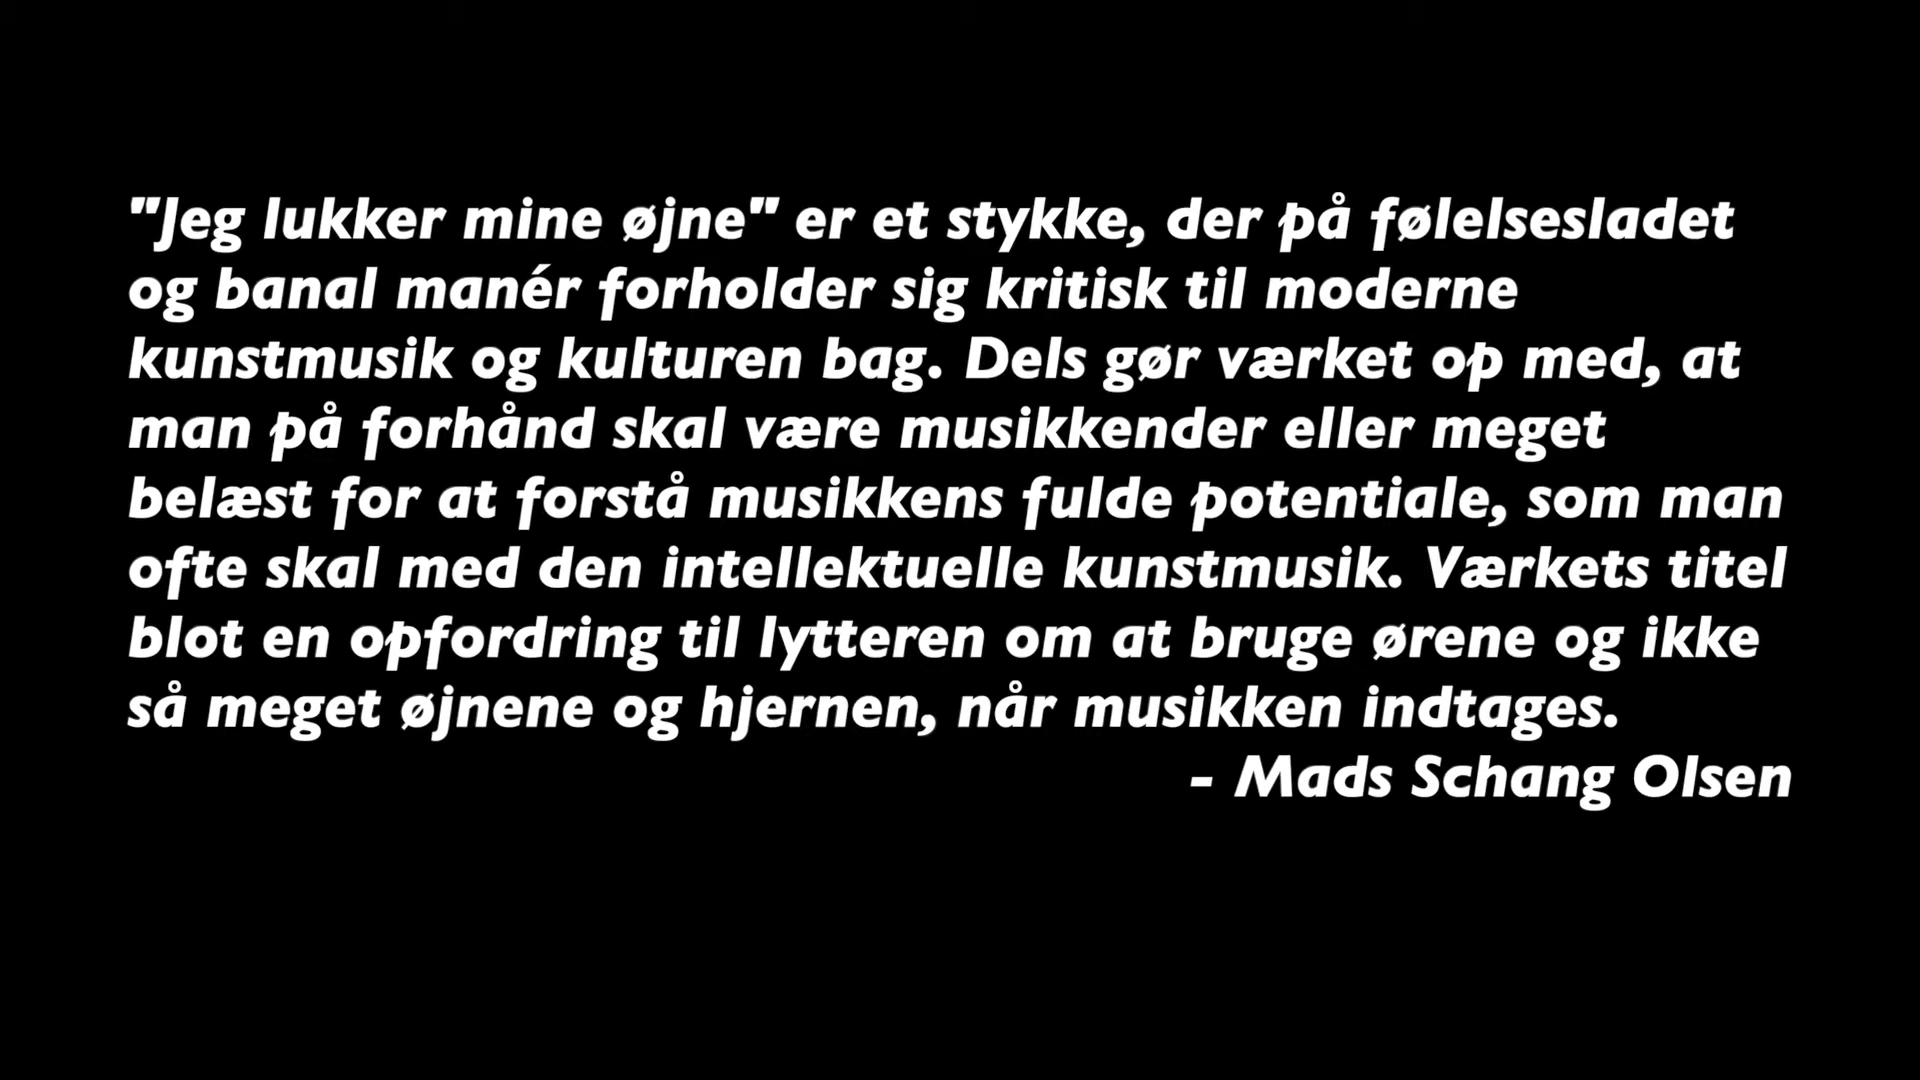 "Jeg lukker mine øjne" er et stykke, der på følelsesladet
og banal manér forholder sig kritisk til moderne
kunstmusik og kulturen bag. Dels gør værket op med, at
man på forhånd skal være musikkender eller meget
belæst for at forstå musikkens fulde potentiale, som man
ofte skal med den intellektuelle kunstmusik. Værkets titel
blot en opfordring til lytteren om at bruge ørene og ikke
så meget øjnene og hjernen, når musikken indtages.
- Mads Schang Olsen